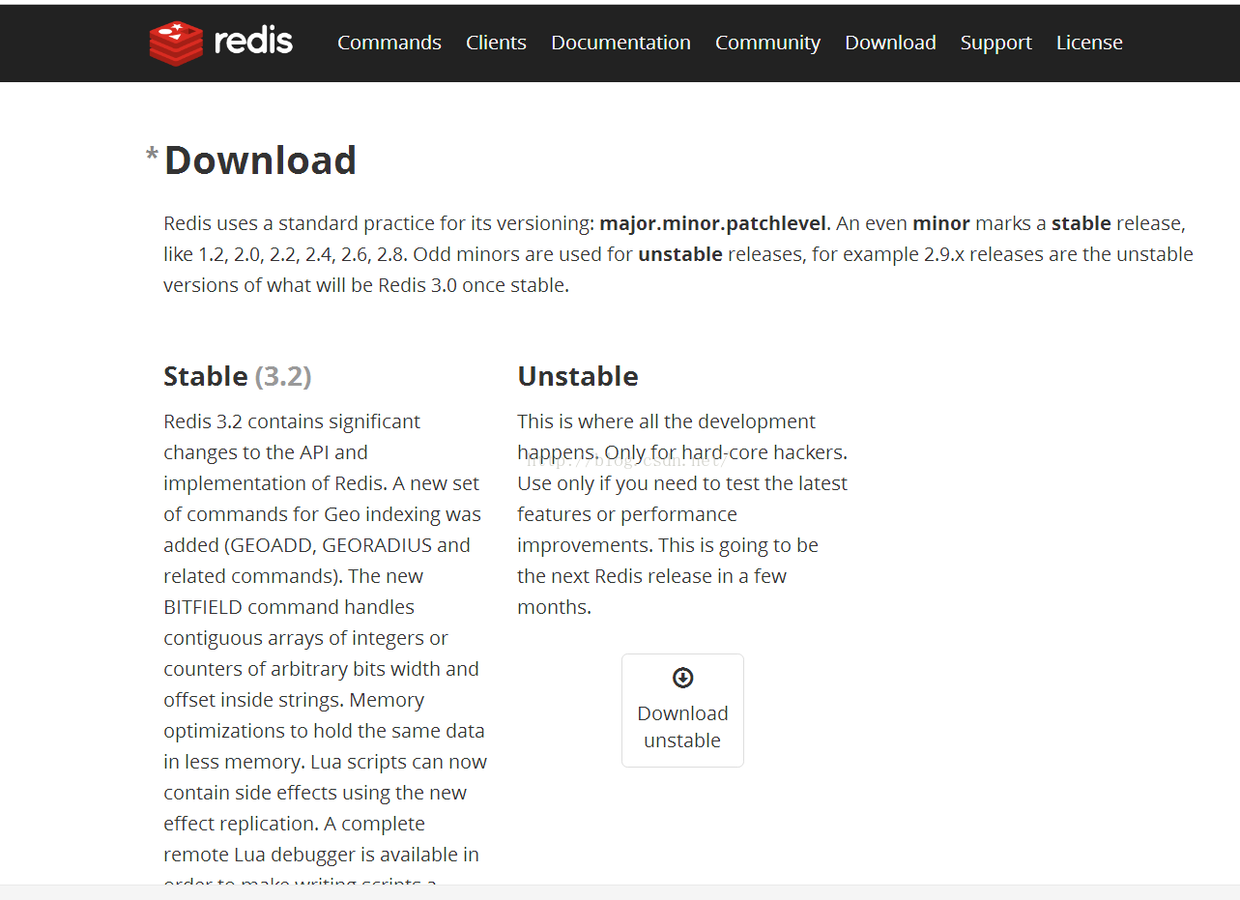 redis Commands Clients Documentation Community Download Support License
*Download
Redis uses a standard practice for its versioning: major.minor.patchlevel. An even minor marks a stable release,
like 1.2, 2.0, 2.2, 2.4, 2.6, 2.8. Odd minors are used for unstable releases, for example 2.9.x releases are the unstable
versions of what will be Redis 3.0 once stable.
Stable (3.2)
Redis 3.2 contains significant
changes to the API and
implementation of Redis. A new set
of commands for Geo indexing was
added (GEOADD, GEORADIUS and
related commands). The new
BITFIELD command handles
contiguous arrays of integers or
counters of arbitrary bits width and
offset inside strings. Memory
optimizations to hold the same data
in less memory. Lua scripts can now
contain side effects using the new
effect replication. A complete
remote Lua debugger is available in
order to make writing scripts a
Unstable
This is where all the development
happens. Only for hard-core hackers.
http://blog.csdn.net/
Use only if you need to test the latest
features or performance
improvements. This is going to be
the next Redis release in a few
months.
Download
unstable